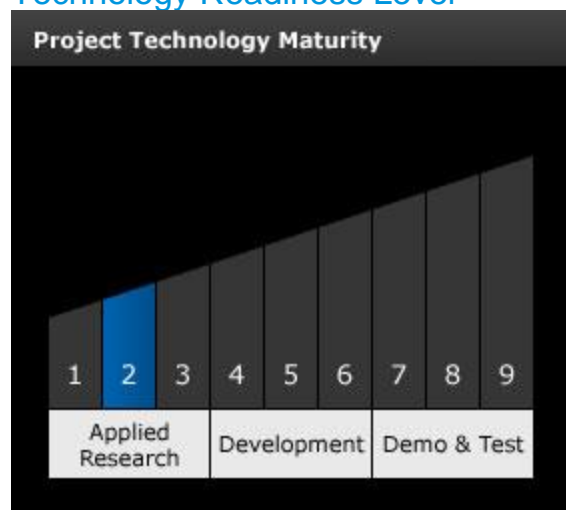 Technology Readiness Level
Project Technology Maturity
1 2 3 4 5 6 7 8 9
Applied Research
Development
Demo & Test